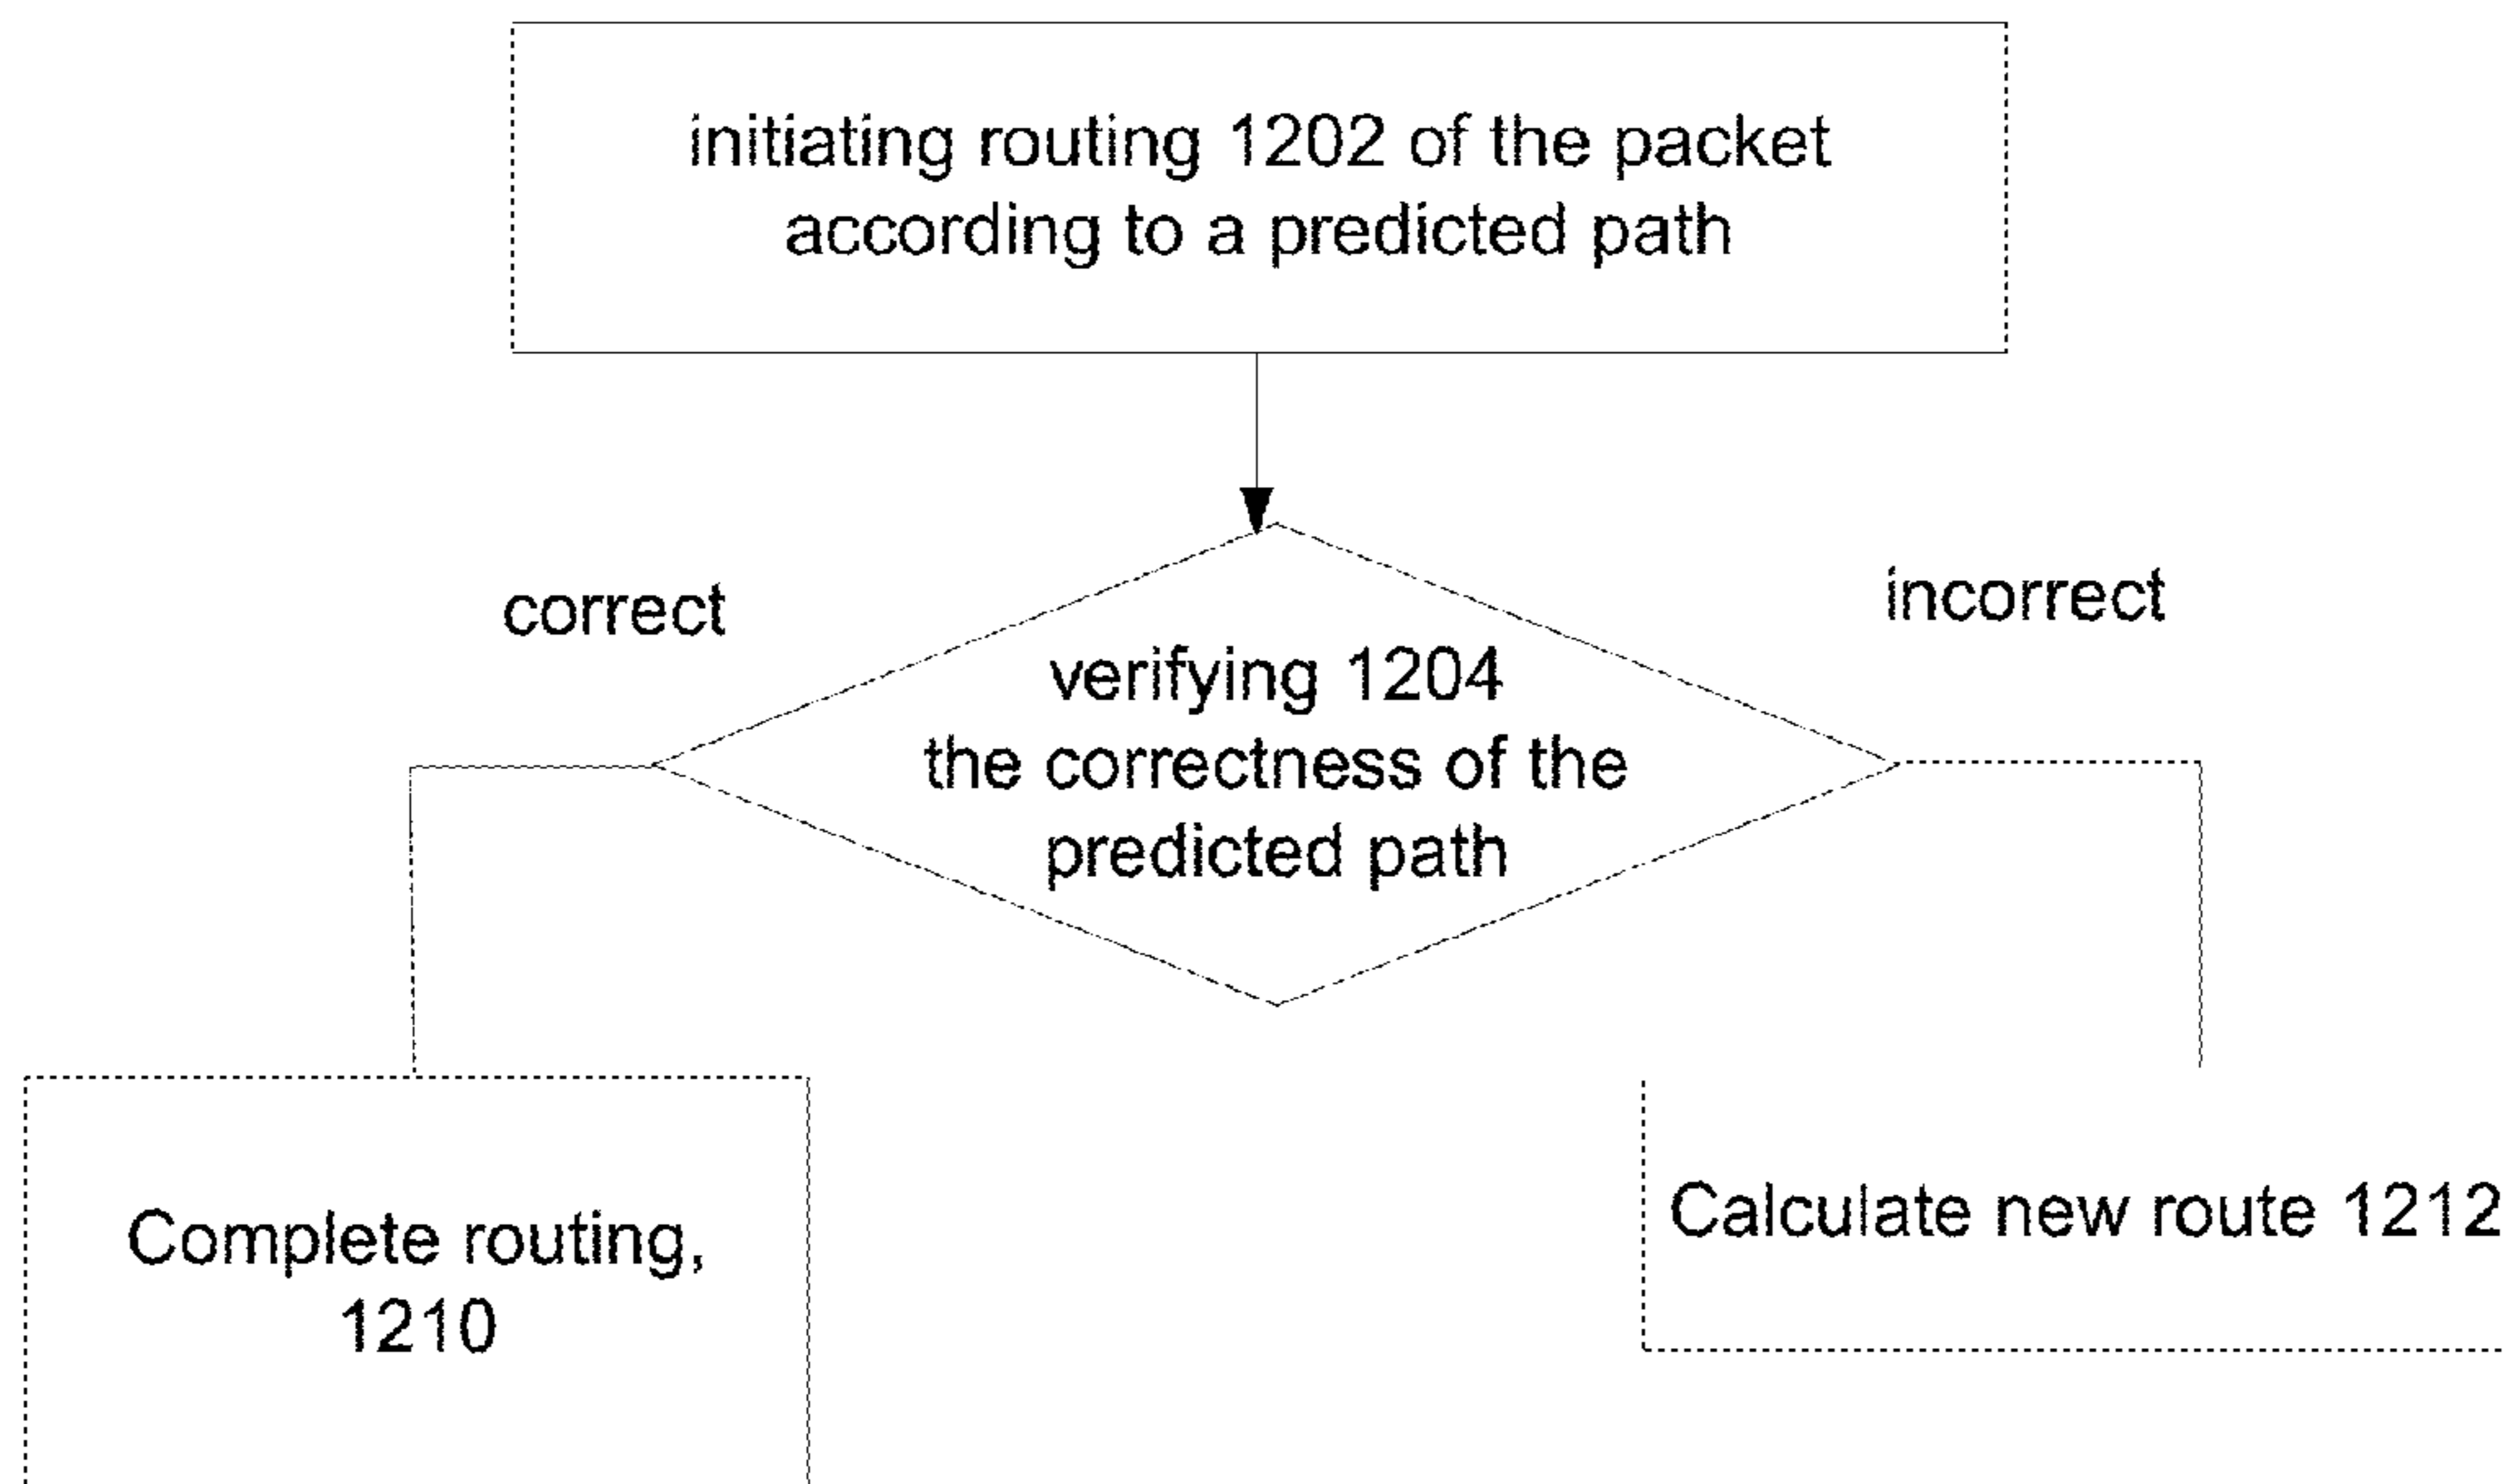 initiating routing 1202 of the packet
according to a predicted path
correct
incorrect
verifying 1204
the correctness of the
predicted path
Complete routing,
1210
Calculate new route 1212